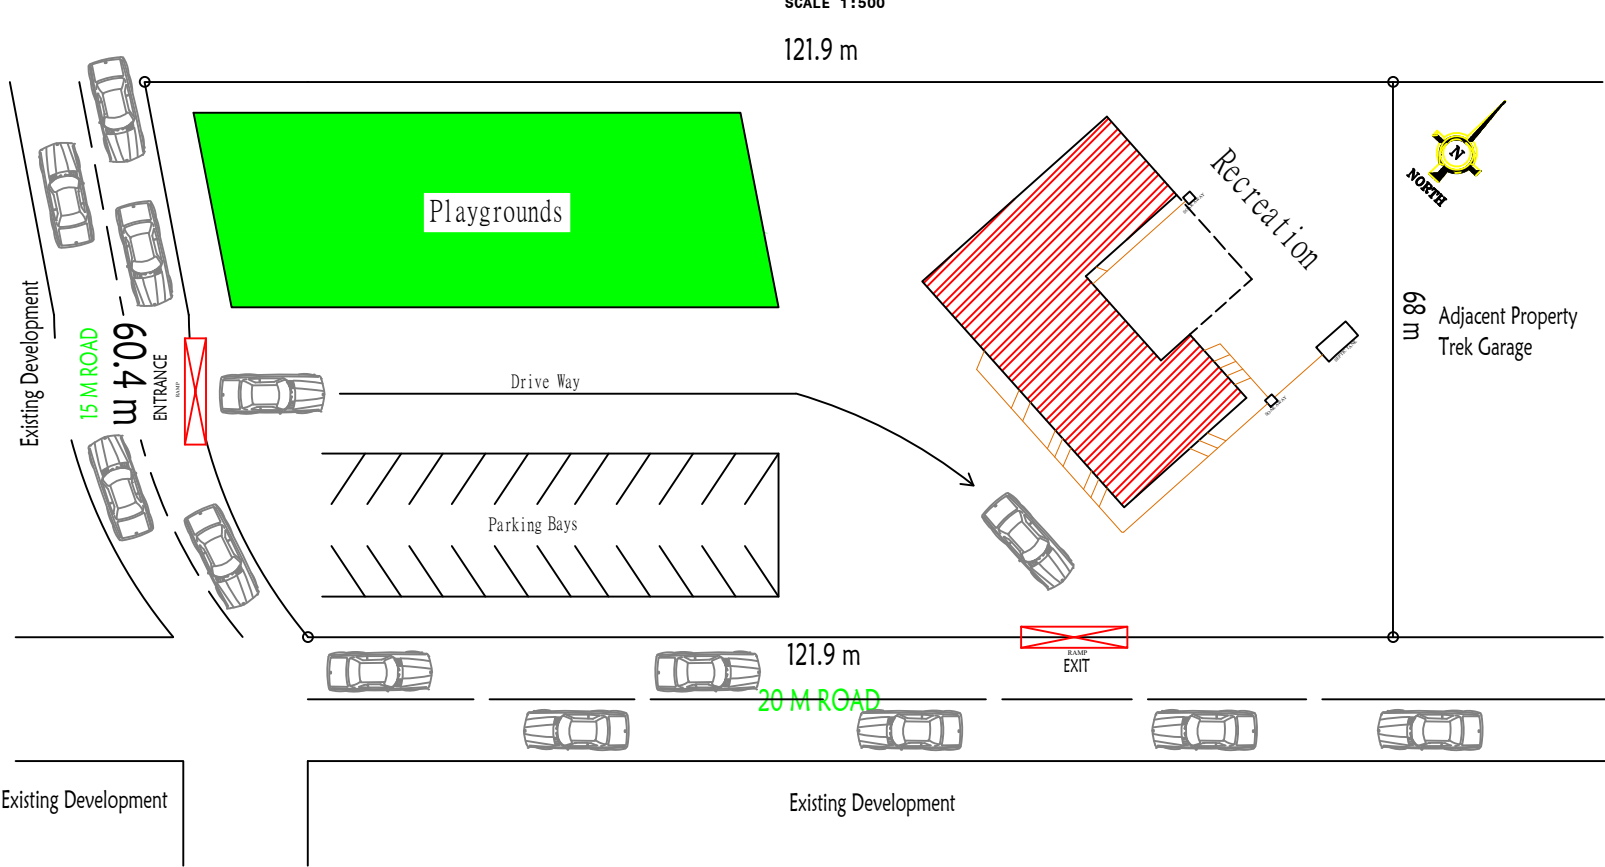 SCALE 1:500
121.9 m
Playgrounds
Recreation
N
NORTH
Existing Development
15 M ROAD
60.4 m
ENTRANCE
RAMP
Drive Way
68 m
Adjacent Property
Trek Garage
Parking Bays
121.9 m
RAMP
EXIT
20 M ROAD
Existing Development
Existing Development